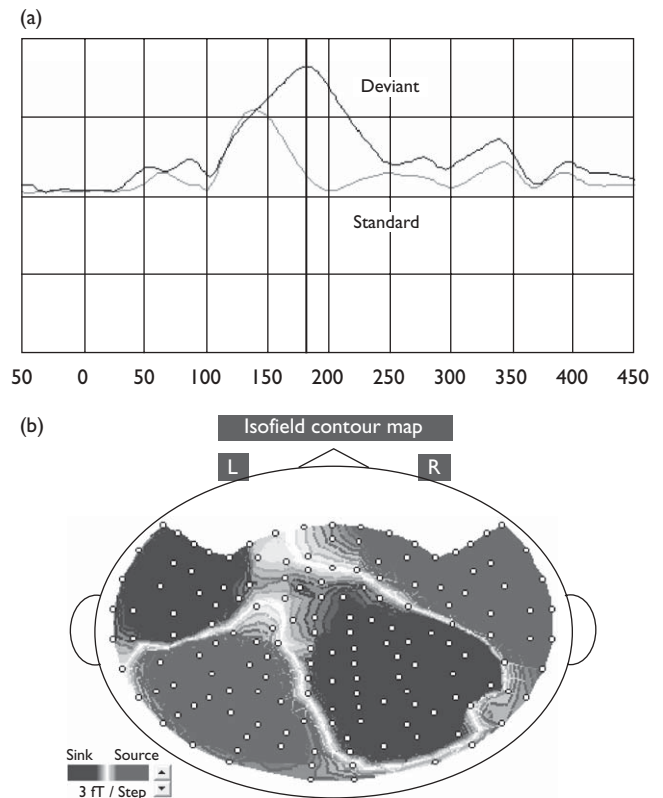 (a)
Deviant
Standard
50 0 50 100 150 200 250 300 350 400 450
(b)
Isofield contour map
L R
Sink Source
3 fT / Step